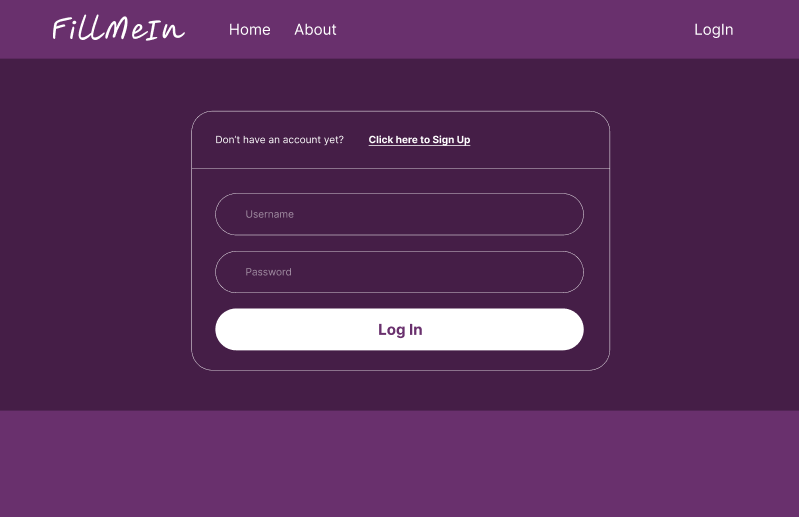 FillMeIn Home About LogIn
Don't have an account yet? Click here to Sign Up
Username
Password
Log In